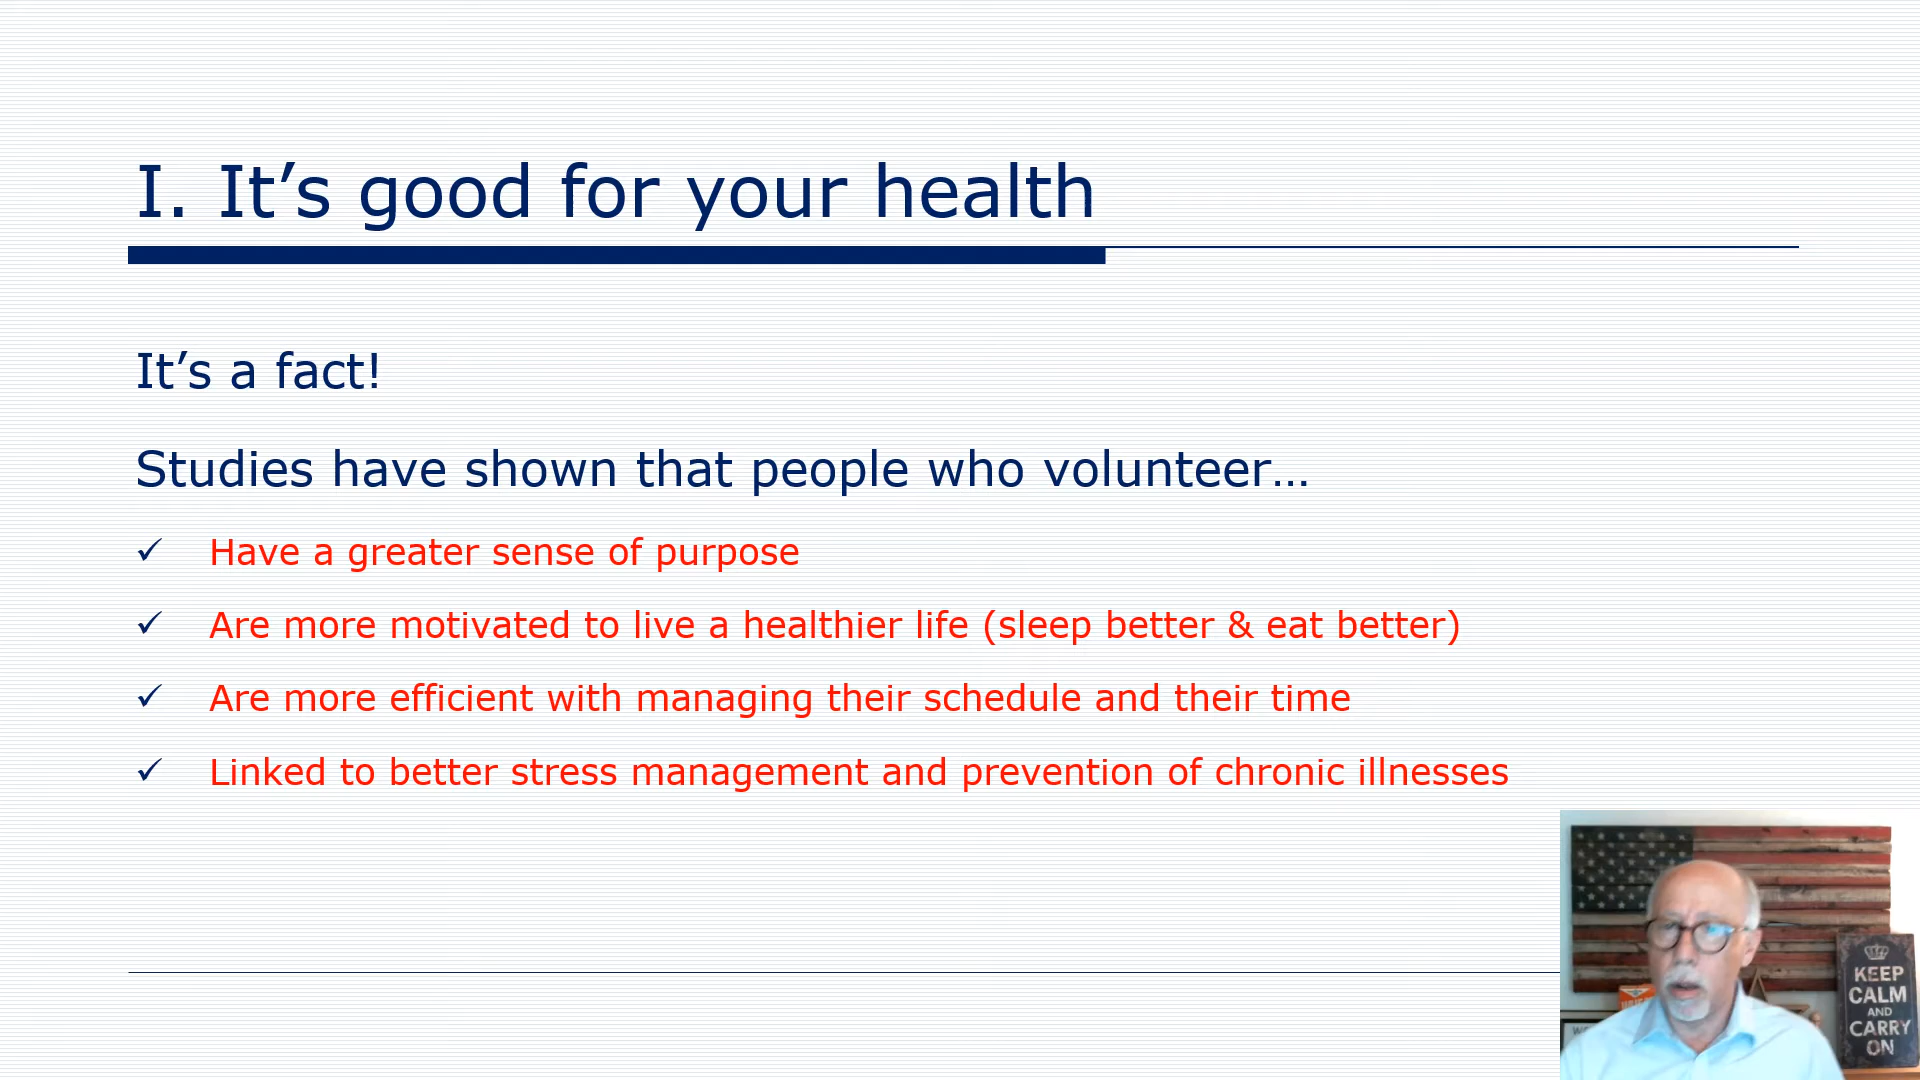 I. It’s good for your health
It’s a fact!
Studies have shown that people who volunteer…
✓ Have a greater sense of purpose
✓ Are more motivated to live a healthier life (sleep better & eat better)
✓ Are more efficient with managing their schedule and their time
✓ Linked to better stress management and prevention of chronic illnesses
KEEP
CALM
AND
CARRY
ON